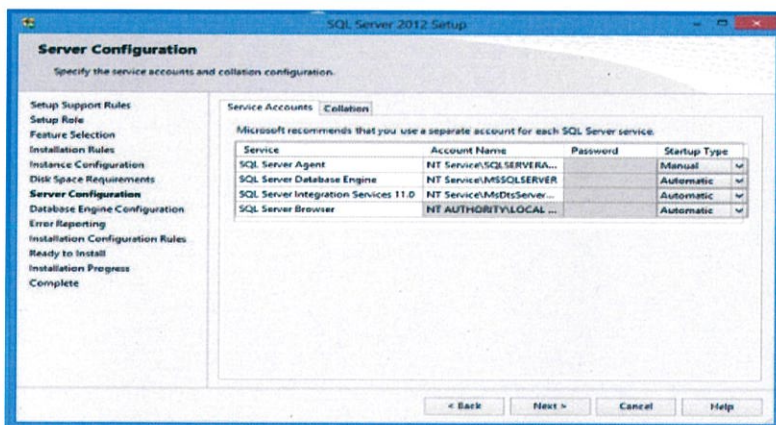 SQL Server 2012 Setup
Server Configuration
Specify the service accounts and collation configuration.
Setup Support Rules
Setup Role
Feature Selection
Installation Rules
Instance Configuration
Disk Space Requirements
Server Configuration
Database Engine Configuration
Error Reporting
Installation Configuration Rules
Ready to Install
Installation Progress
Complete
Service Accounts Collation
Microsoft recommends that you use a separate account for each SQL Server service.
Service Account Name Password Startup Type
SQL Server Agent NT Service\SQLSERVERA... Manual
SQL Server Database Engine NT Service\MSSQLSERVER Automatic
SQL Server Integration Services 11.0 NT Service\MsDtsServer... Automatic
SQL Server Browser NT AUTHORITY\LOCAL ... Automatic
< Back Next > Cancel Help